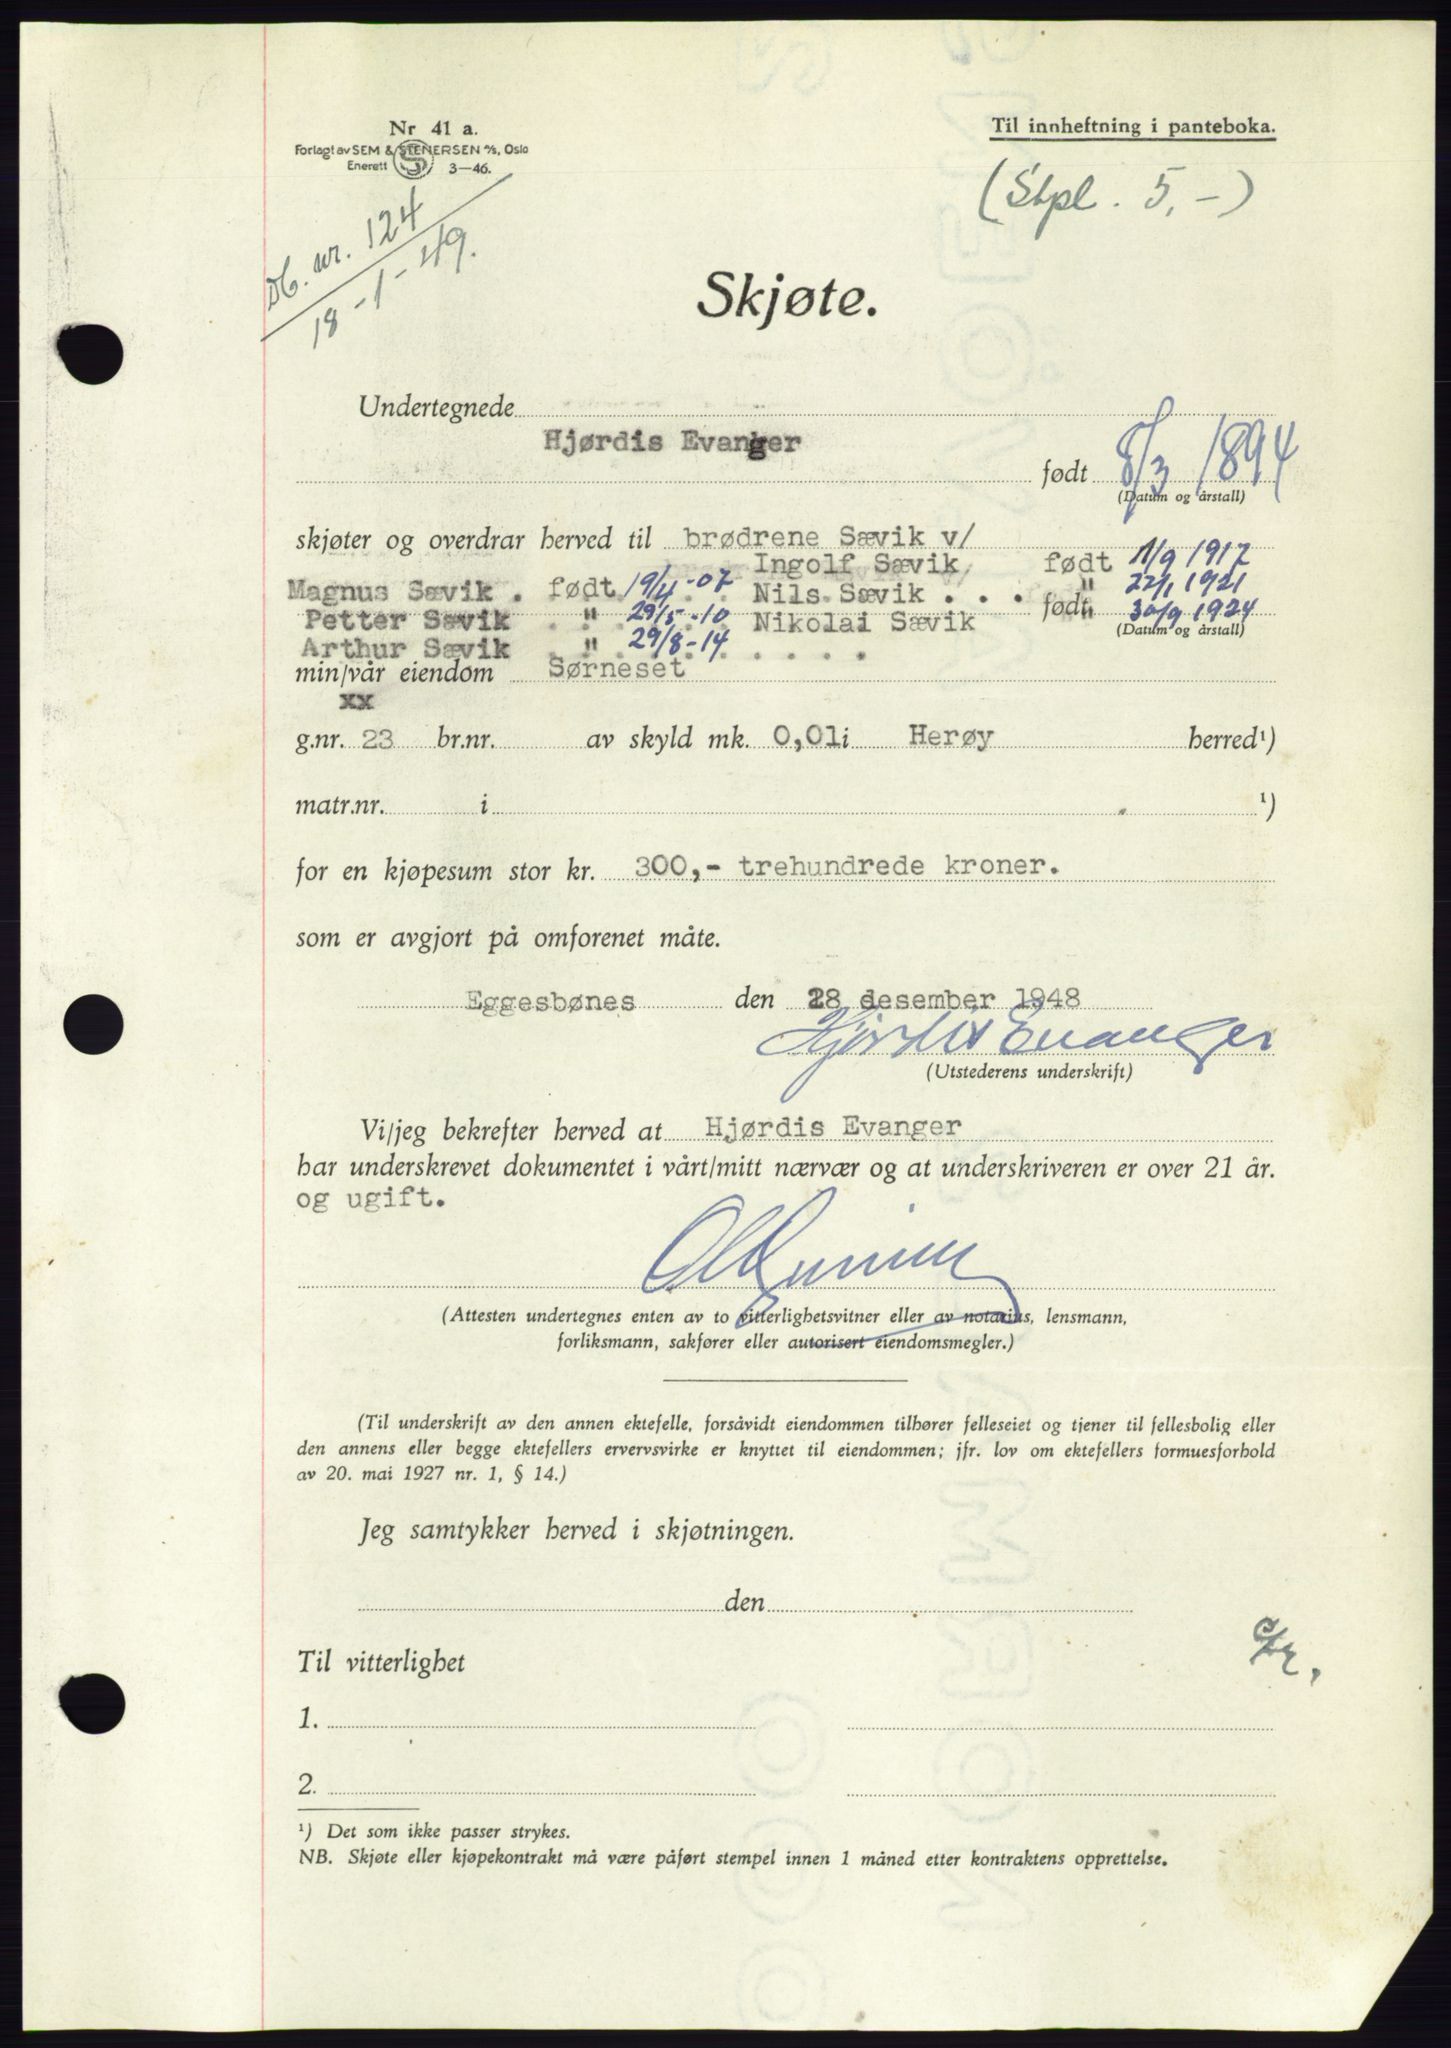 Nr 41 a.
Forlagt av SEM & STENERSEN A/S, Oslo
Enerett 3—46.
Til innheftning i panteboka.
(Stpl. 5,-)
Db. nr. 124
18-1-49.
Skjøte.
Undertegnede
Hjørdis Evanger
født 8/3 1894
(Datum og årstall)
skjøter og overdrar herved til brødrene Sævik v/
Ingolf Sævik født 1/9 1917
Magnus Sævik . født 19/4-07 Nils Sævik . . . " 22/1 1921
Petter Sævik . " 29/5-10 Nikolai Sævik født " 30/9 1924
(Datum og årstall)
Arthur Sævik . " 29/8-14 . . . . .
min/vår eiendom Sørneset
xx
g.nr. 23 br.nr. av skyld mk. 0,01 i Herøy herred¹)
matr.nr. i ¹)
for en kjøpesum stor kr. 300,- trehundrede kroner.
som er avgjort på omforenet måte.
Eggesbønes den 28 desember 1948
Hjørdis Evanger
(Utstederens underskrift)
Vi/jeg bekrefter herved at Hjørdis Evanger
har underskrevet dokumentet i vårt/mitt nærvær og at underskriveren er over 21 år.
og ugift.
(Attesten undertegnes enten av to vitterlighetsvitner eller av notarius, lensmann,
forliksmann, sakfører eller autorisert eiendomsmegler.)
(Til underskrift av den annen ektefelle, forsåvidt eiendommen tilhører felleseiet og tjener til fellesbolig eller
den annens eller begge ektefellers ervervsvirke er knyttet til eiendommen; jfr. lov om ektefellers formuesforhold
av 20. mai 1927 nr. 1, § 14.)
Jeg samtykker herved i skjøtningen.
den
Til vitterlighet
1.
2.
¹) Det som ikke passer strykes.
NB. Skjøte eller kjøpekontrakt må være påført stempel innen 1 måned etter kontraktens opprettelse.